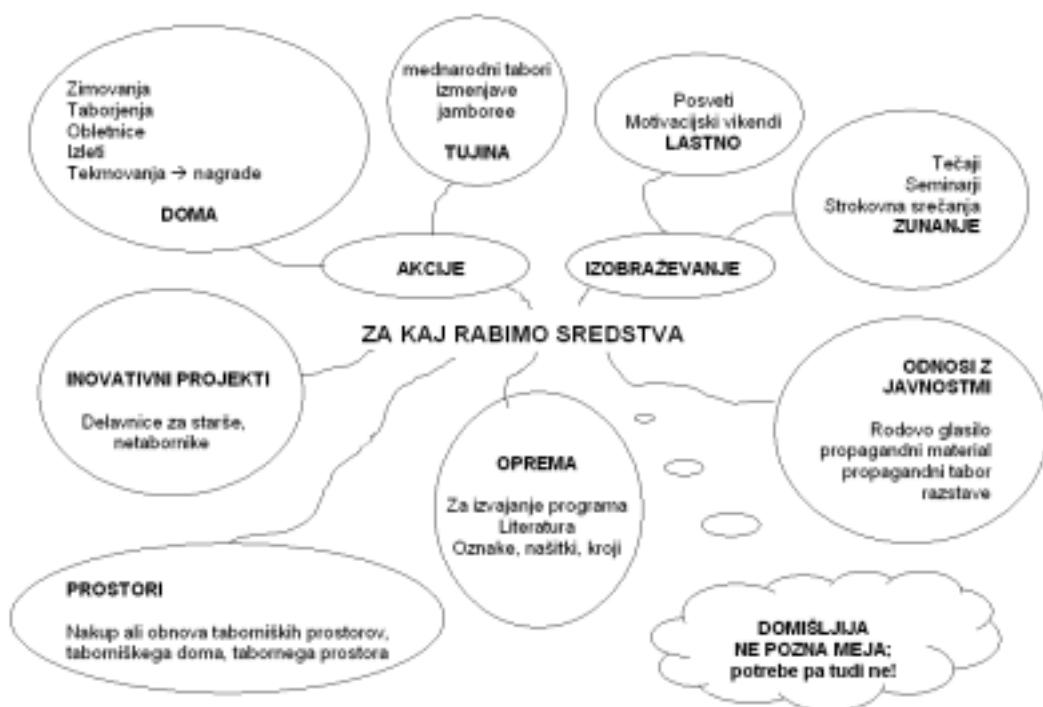 Zimovanja
Taborjenja
Obletnice
Izleti
Tekmovanja → nagrade
DOMA
mednarodni tabori
izmenjave
jamboree
TUJINA
Posveti
Motivacijski vikendi
LASTNO
Tečaji
Seminarji
Strokovna srečanja
ZUNANJE
AKCIJE
IZOBRAŽEVANJE
ZA KAJ RABIMO SREDSTVA
INOVATIVNI PROJEKTI
Delavnice za starše,
netabornike
ODNOSI Z
JAVNOSTMI
Rodovo glasilo
propagandni material
propagandni tabor
razstave
OPREMA
Za izvajanje programa
Literatura
Oznake, našitki, kroji
PROSTORI
Nakup ali obnova taborniških prostorov,
taborniškega doma, tabornega prostora
DOMIŠLJIJA
NE POZNA MEJA;
potrebe pa tudi ne!